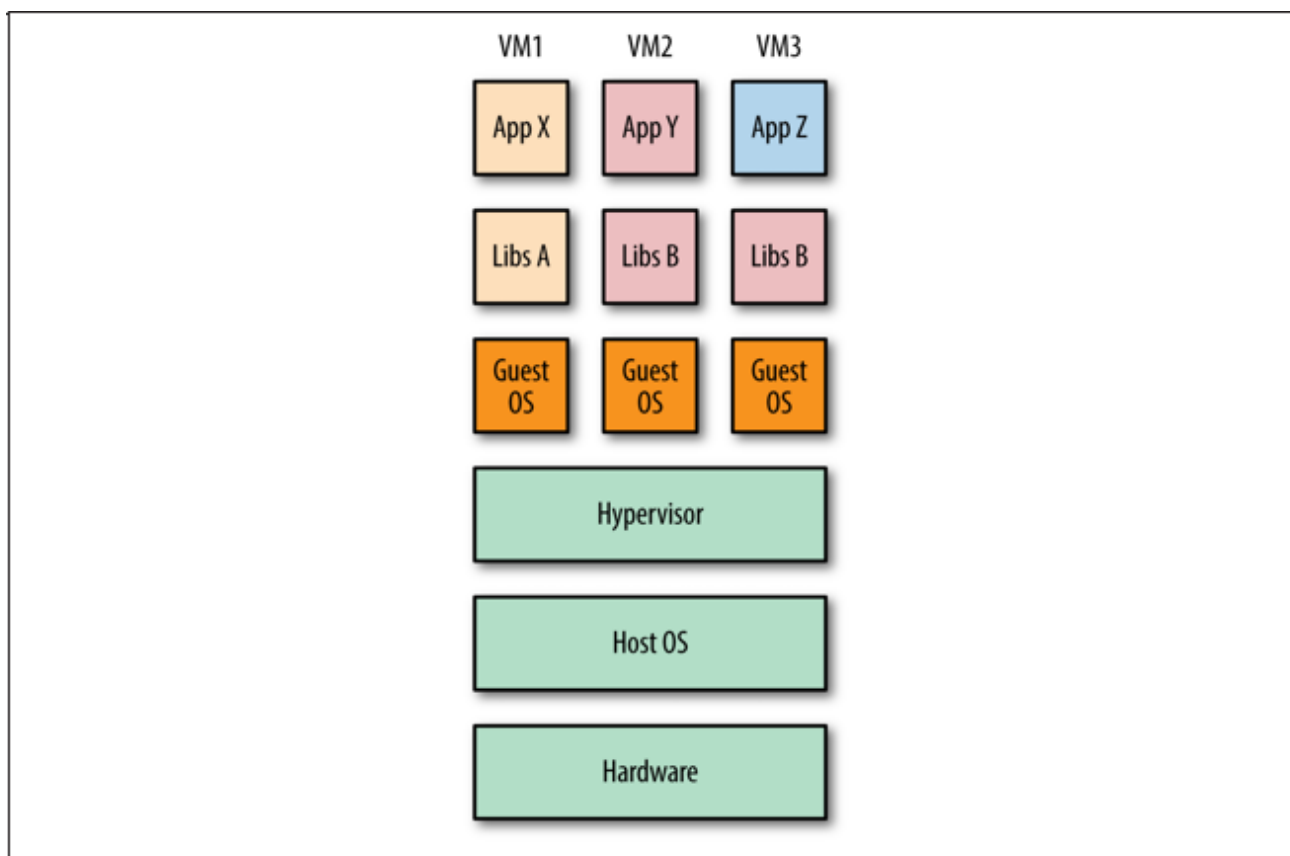 VM1 VM2 VM3
App X App Y App Z
Libs A Libs B Libs B
Guest Guest Guest
OS OS OS
Hypervisor
Host OS
Hardware